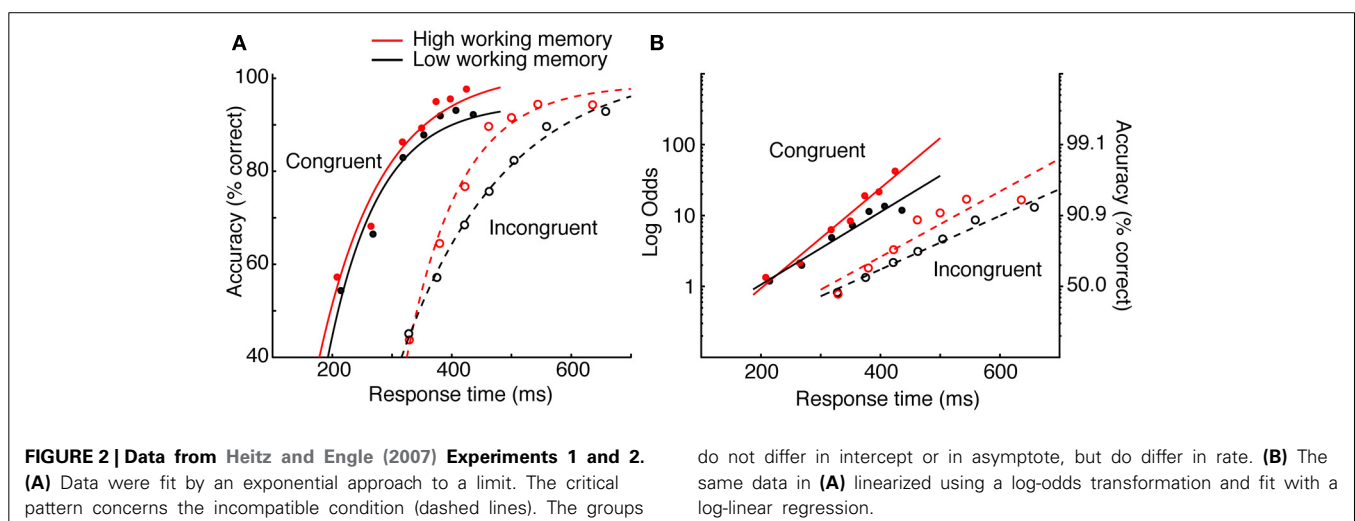 A
High working memory
Low working memory
100
80
60
40
Accuracy (% correct)
Congruent
Incongruent
200
400
600
Response time (ms)
B
100
10
1
Log Odds
Congruent
Incongruent
99.1
90.9
50.0
Accuracy (% correct)
200
400
600
Response time (ms)
FIGURE 2 | Data from Heitz and Engle (2007) Experiments 1 and 2.
(A) Data were fit by an exponential approach to a limit. The critical
pattern concerns the incompatible condition (dashed lines). The groups
do not differ in intercept or in asymptote, but do differ in rate. (B) The
same data in (A) linearized using a log-odds transformation and fit with a
log-linear regression.